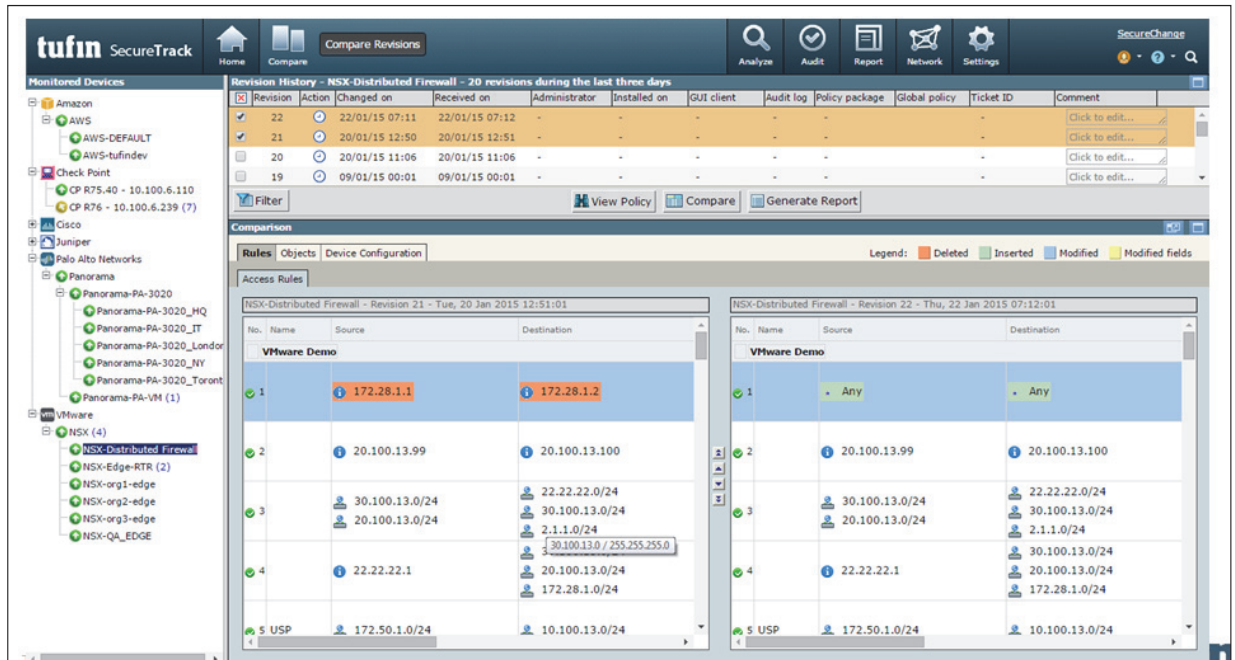 tufin SecureTrack
Home
Compare
Compare Revisions
Analyze
Audit
Report
Network
Settings
SecureChange
Monitored Devices
Amazon
AWS
AWS-DEFAULT
AWS-tufindev
Check Point
CP R75.40 - 10.100.6.110
CP R76 - 10.100.6.239 (7)
Cisco
Juniper
Palo Alto Networks
Panorama
Panorama-PA-3020
Panorama-PA-3020_HQ
Panorama-PA-3020_IT
Panorama-PA-3020_London
Panorama-PA-3020_NY
Panorama-PA-3020_Toront
Panorama-PA-VM (1)
vm VMware
NSX (4)
NSX-Distributed Firewall
NSX-Edge-RTR (2)
NSX-org1-edge
NSX-org2-edge
NSX-org3-edge
NSX-QA_EDGE
Revision History - NSX-Distributed Firewall - 20 revisions during the last three days
Revision Action Changed on Received on Administrator Installed on GUI client Audit log Policy package Global policy Ticket ID Comment
22 22/01/15 07:11 22/01/15 07:12 - - - - - - Click to edit...
21 20/01/15 12:50 20/01/15 12:51 - - - - - - Click to edit...
20 20/01/15 11:06 20/01/15 11:06 - - - - - - Click to edit...
19 09/01/15 00:01 09/01/15 00:01 - - - - - - Click to edit...
Filter
View Policy
Compare
Generate Report
Comparison
Rules Objects Device Configuration
Legend: Deleted Inserted Modified Modified fields
Access Rules
NSX-Distributed Firewall - Revision 21 - Tue, 20 Jan 2015 12:51:01
No. Name Source Destination
VMware Demo
1 172.28.1.1 172.28.1.2
2 20.100.13.99 20.100.13.100
22.22.22.0/24
3 30.100.13.0/24 30.100.13.0/24
20.100.13.0/24 2.1.1.0/24
30.100.13.0 / 255.255.255.0
4 22.22.22.1 20.100.13.0/24
172.28.1.0/24
5 USP 172.50.1.0/24 10.100.13.0/24
NSX-Distributed Firewall - Revision 22 - Thu, 22 Jan 2015 07:12:01
No. Name Source Destination
VMware Demo
1 Any Any
2 20.100.13.99 20.100.13.100
22.22.22.0/24
3 30.100.13.0/24 30.100.13.0/24
20.100.13.0/24 2.1.1.0/24
30.100.13.0/24
4 22.22.22.1 20.100.13.0/24
172.28.1.0/24
5 USP 172.50.1.0/24 10.100.13.0/24